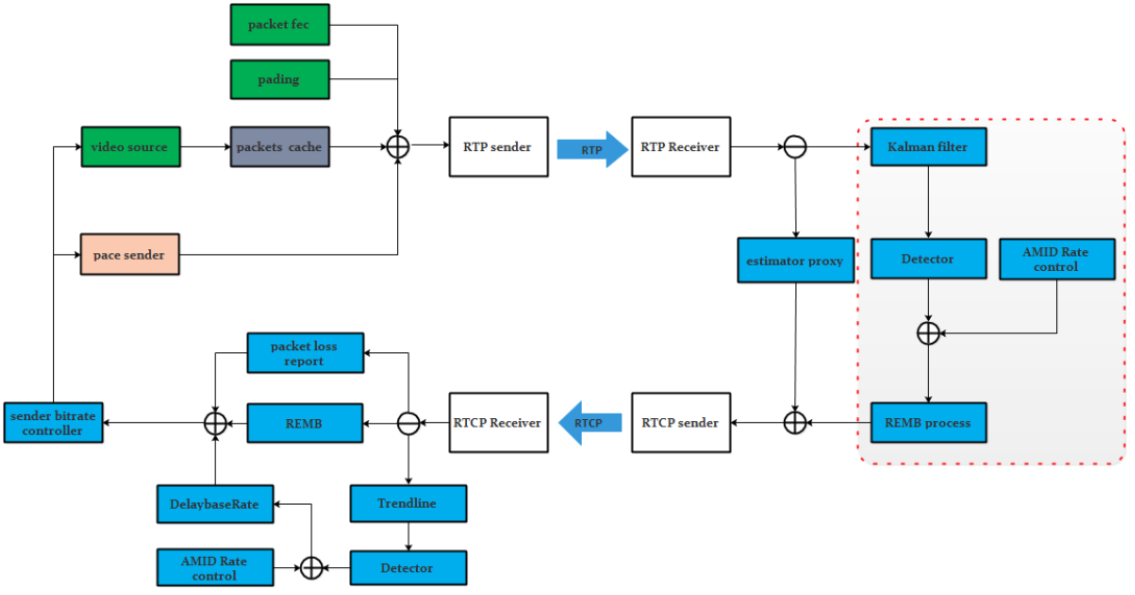 packet fec
pading
video source
packets cache
RTP sender
RTP
RTP Receiver
Kalman filter
pace sender
estimator proxy
Detector
AMID Rate
control
packet loss
report
sender bitrate
controller
REMB
RTCP Receiver
RTCP
RTCP sender
REMB process
DelaybaseRate
Trendline
AMID Rate
control
Detector